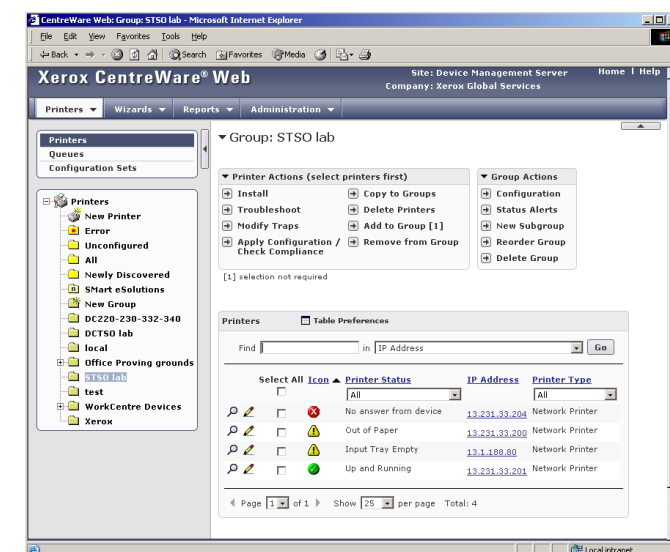 CentreWare Web: Group: STSO lab - Microsoft Internet Explorer
File Edit View Favorites Tools Help
Back Search Favorites Media
Xerox CentreWare® Web
Site: Device Management Server
Company: Xerox Global Services
Home | Help
Printers Wizards Reports Administration
Printers
Queues
Configuration Sets
Printers
New Printer
Error
Unconfigured
All
Newly Discovered
SMart eSolutions
New Group
DC220-230-332-340
DCTSO lab
local
Office Proving grounds
STSO lab
test
WorkCentre Devices
Xerox
Group: STSO lab
Printer Actions (select printers first)
Install Copy to Groups
Troubleshoot Delete Printers
Modify Traps Add to Group [1]
Apply Configuration / Check Compliance Remove from Group
Group Actions
Configuration
Status Alerts
New Subgroup
Reorder Group
Delete Group
[1] selection not required
Printers Table Preferences
Find in IP Address Go
Select All Icon Printer Status IP Address Printer Type
All All
No answer from device 13.231.33.204 Network Printer
Out of Paper 13.231.33.200 Network Printer
Input Tray Empty 13.1.188.80 Network Printer
Up and Running 13.231.33.201 Network Printer
Page 1 of 1 Show 25 per page Total: 4
Local intranet